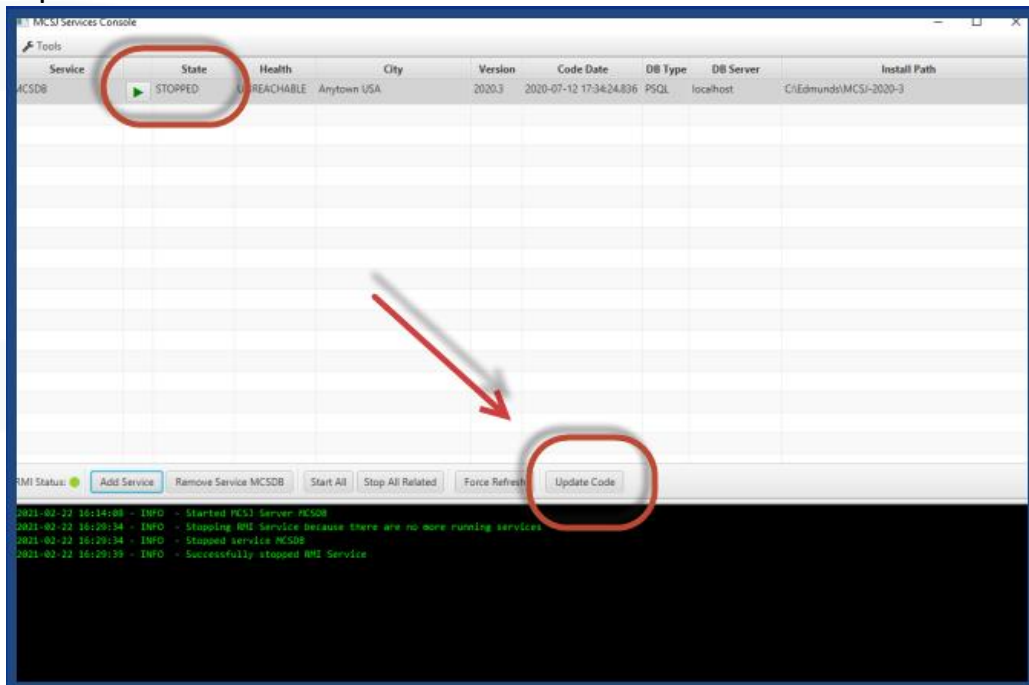 MCSJ Services Console
Tools
Service State Health City Version Code Date DB Type DB Server Install Path
MCSDB STOPPED UNREACHABLE Anytown USA 2020.3 2020-07-12 17:34:24.836 PSQL localhost C:\Edmunds\MCSJ-2020-3
RMI Status: Add Service Remove Service MCSDB Start All Stop All Related Force Refresh Update Code
2021-02-22 16:14:08 - INFO - Started MCSJ Server MCSDB
2021-02-22 16:29:34 - INFO - Stopping RMI Service because there are no more running services
2021-02-22 16:29:34 - INFO - Stopped service MCSDB
2021-02-22 16:29:39 - INFO - Successfully stopped RMI Service